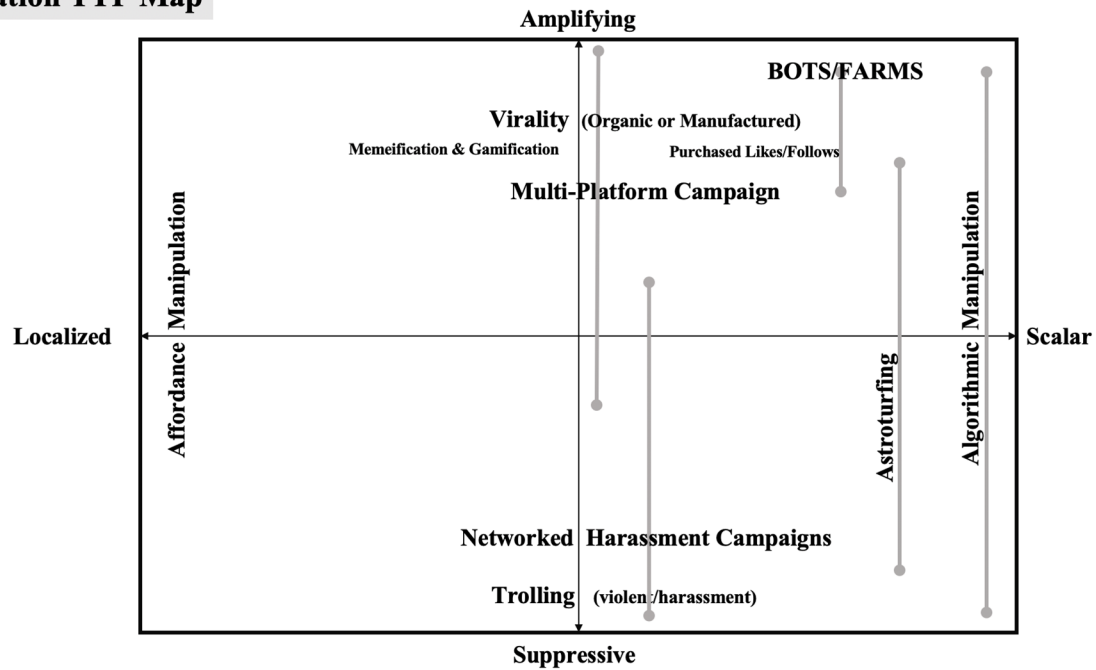 TTP Map
Amplifying
BOTS/FARMS
Virality (Organic or Manufactured)
Memeification & Gamification
Purchased Likes/Follows
Multi-Platform Campaign
Affordance Manipulation
Algorithmic Manipulation
Localized
Scalar
Astroturfing
Networked Harassment Campaigns
Trolling (violent/harassment)
Suppressive